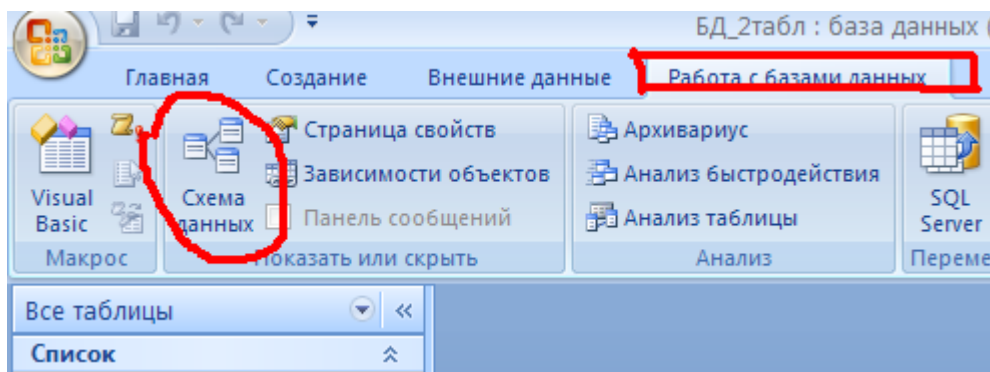 БД_2табл : база данных (
Главная Создание Внешние данные Работа с базами данных
Visual Basic
Схема данных
Страница свойств
Зависимости объектов
Панель сообщений
Архивариус
Анализ быстродействия
Анализ таблицы
SQL Server
Макрос Показать или скрыть Анализ Переме
Все таблицы
Список